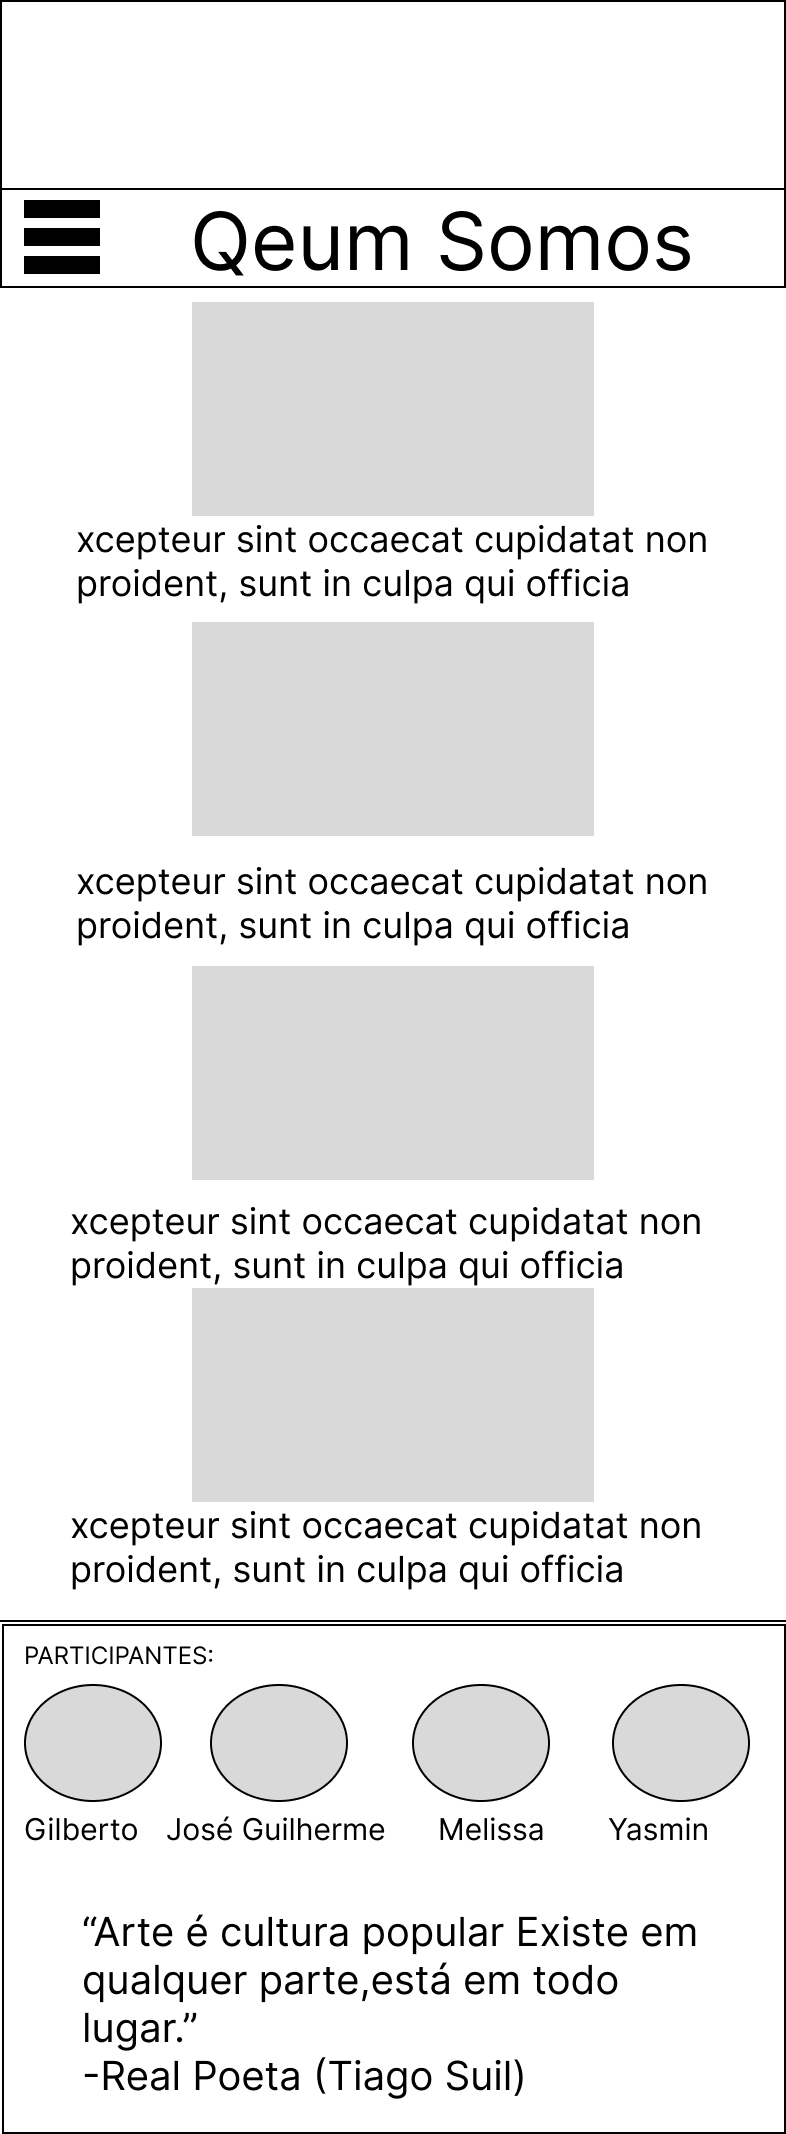 Qeum Somos
xcepteur sint occaecat cupidatat non
proident, sunt in culpa qui officia
xcepteur sint occaecat cupidatat non
proident, sunt in culpa qui officia
xcepteur sint occaecat cupidatat non
proident, sunt in culpa qui officia
xcepteur sint occaecat cupidatat non
proident, sunt in culpa qui officia
PARTICIPANTES:
Gilberto José Guilherme Melissa Yasmin
“Arte é cultura popular Existe em
qualquer parte,está em todo
lugar.”
-Real Poeta (Tiago Suil)